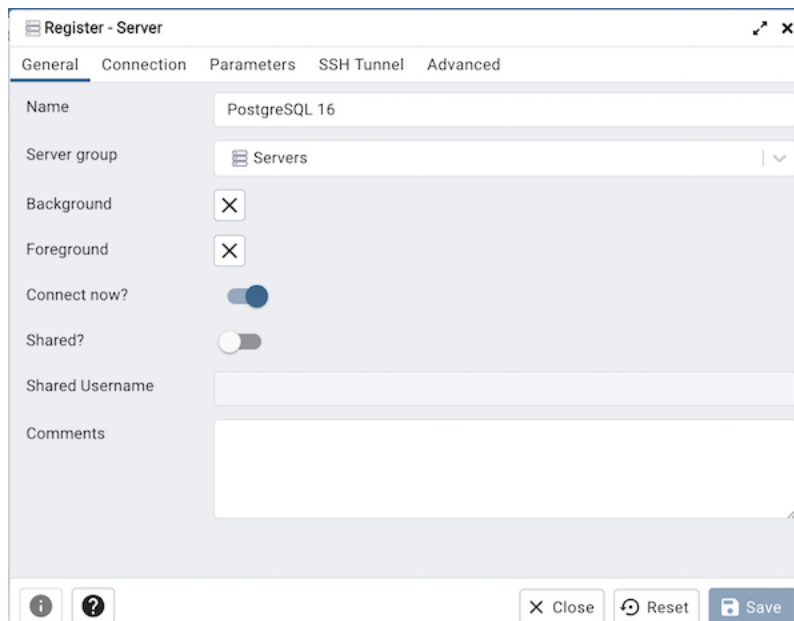 Register - Server
General Connection Parameters SSH Tunnel Advanced
Name PostgreSQL 16
Server group Servers
Background
Foreground
Connect now?
Shared?
Shared Username
Comments
Close Reset Save